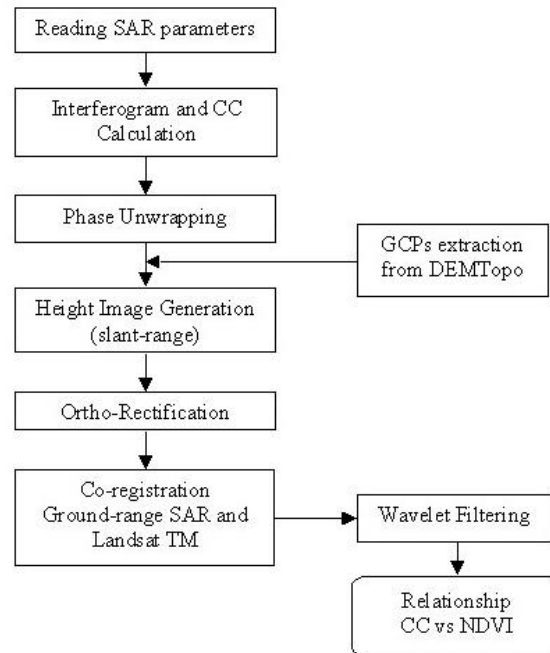 Reading SAR parameters
Interferogram and CC
Calculation
Phase Unwrapping
GCPs extraction
from DEMTopo
Height Image Generation
(slant-range)
Ortho-Rectification
Co-registration
Ground-range SAR and
Landsat TM
Wavelet Filtering
Relationship
CC vs NDVI